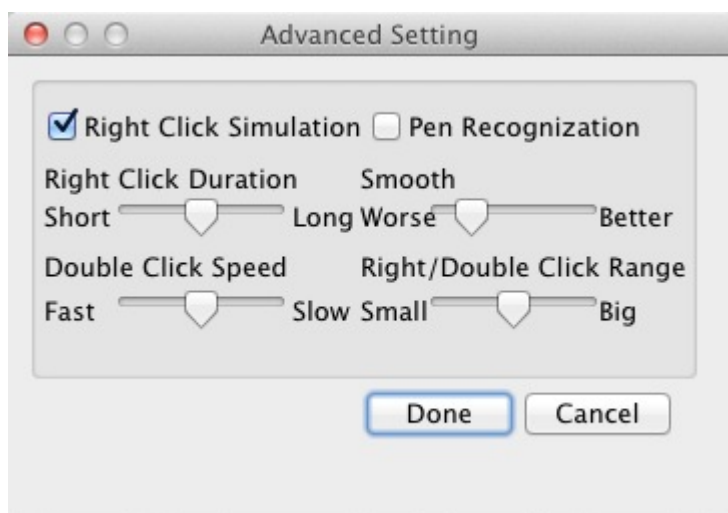 Advanced Setting
Right Click Simulation Pen Recognization
Right Click Duration Smooth
Short Long Worse Better
Double Click Speed Right/Double Click Range
Fast Slow Small Big
Done Cancel